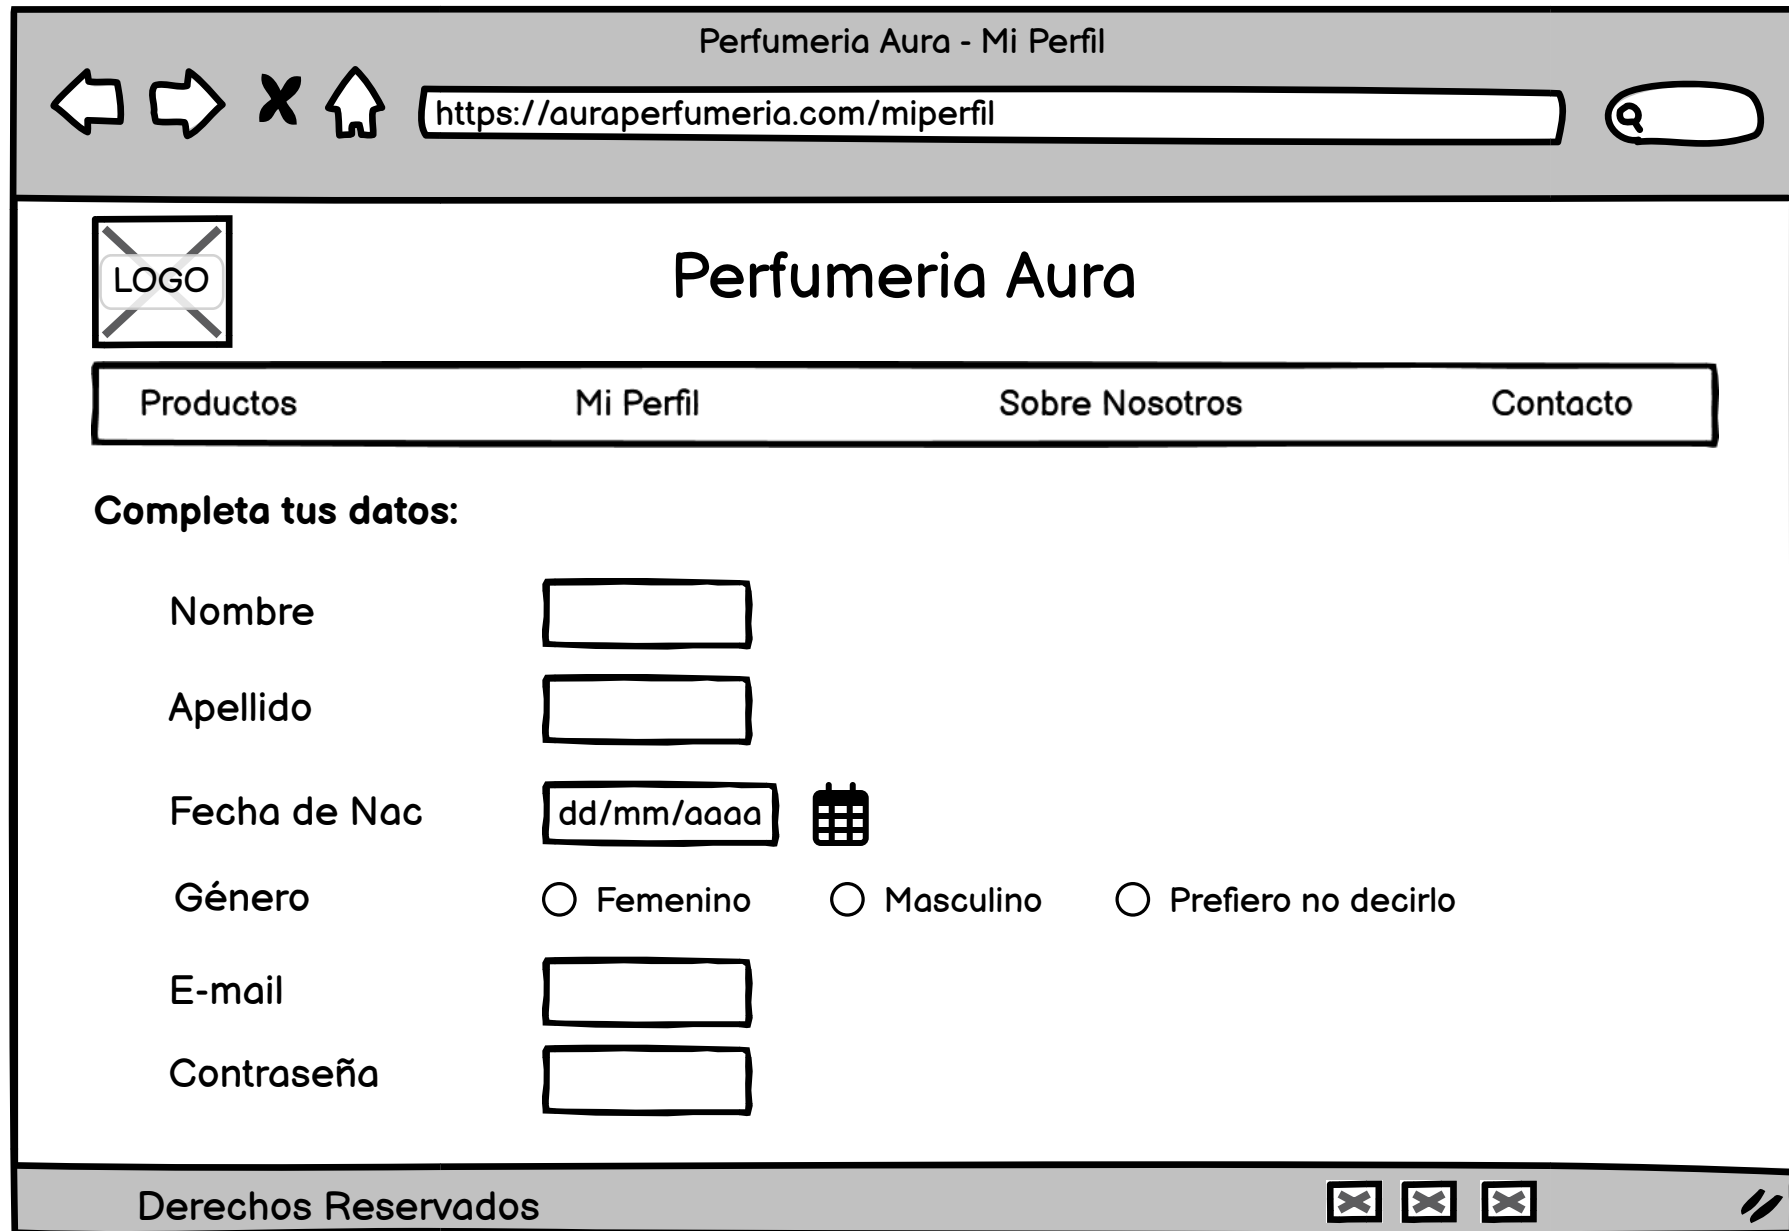 Perfumeria Aura - Mi Perfil
https://auraperfumeria.com/miperfil
LOGO
Perfumeria Aura
Productos Mi Perfil Sobre Nosotros Contacto
Completa tus datos:
Nombre
Apellido
Fecha de Nac dd/mm/aaaa
Género Femenino Masculino Prefiero no decirlo
E-mail
Contraseña
Derechos Reservados